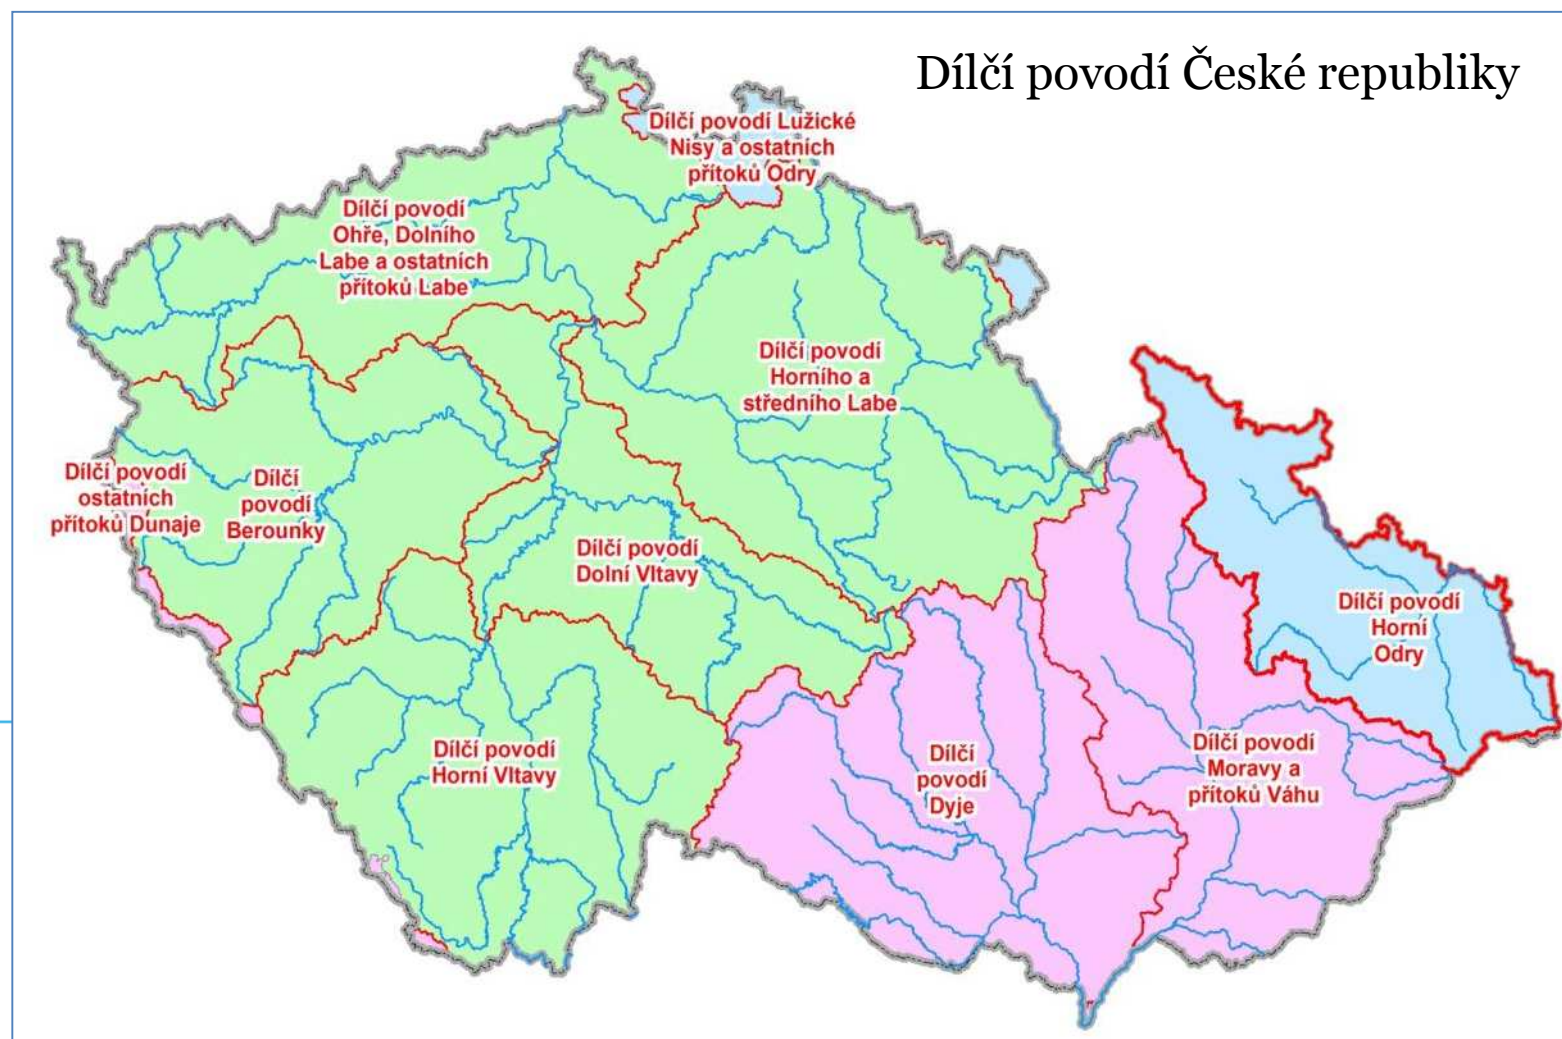 Dílčí povodí České republiky
Dílčí povodí Lužické
Nisy a ostatních
přítoků Odry
Dílčí povodí
Ohře, Dolního
Labe a ostatních
přítoků Labe
Dílčí povodí
Horního a
středního Labe
Dílčí povodí
ostatních
přítoků Dunaje
Dílčí
povodí
Berounky
Dílčí povodí
Dolní Vltavy
Dílčí povodí
Horní
Odry
Dílčí povodí
Horní Vltavy
Dílčí
povodí
Dyje
Dílčí povodí
Moravy a
přítoků Váhu